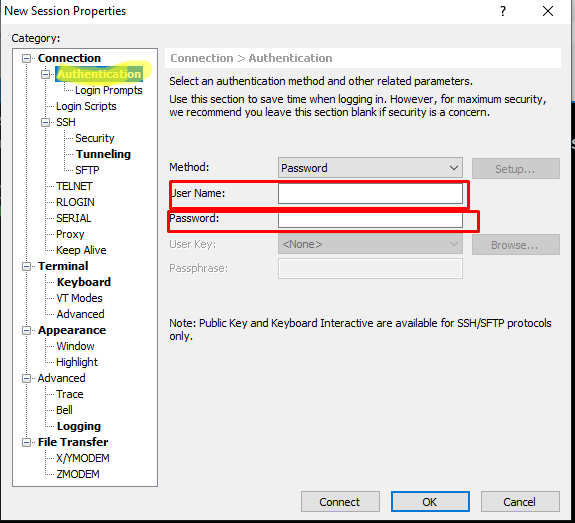 New Session Properties
Category:
Connection
Authentication
Login Prompts
Login Scripts
SSH
Security
Tunneling
SFTP
TELNET
RLOGIN
SERIAL
Proxy
Keep Alive
Terminal
Keyboard
VT Modes
Advanced
Appearance
Window
Highlight
Advanced
Trace
Bell
Logging
File Transfer
X/YMODEM
ZMODEM
Connection > Authentication
Select an authentication method and other related parameters.
Use this section to save time when logging in. However, for maximum security,
we recommend you leave this section blank if security is a concern.
Method: Password Setup...
User Name:
Password:
User Key: <None> Browse...
Passphrase:
Note: Public Key and Keyboard Interactive are available for SSH/SFTP protocols
only.
Connect OK Cancel